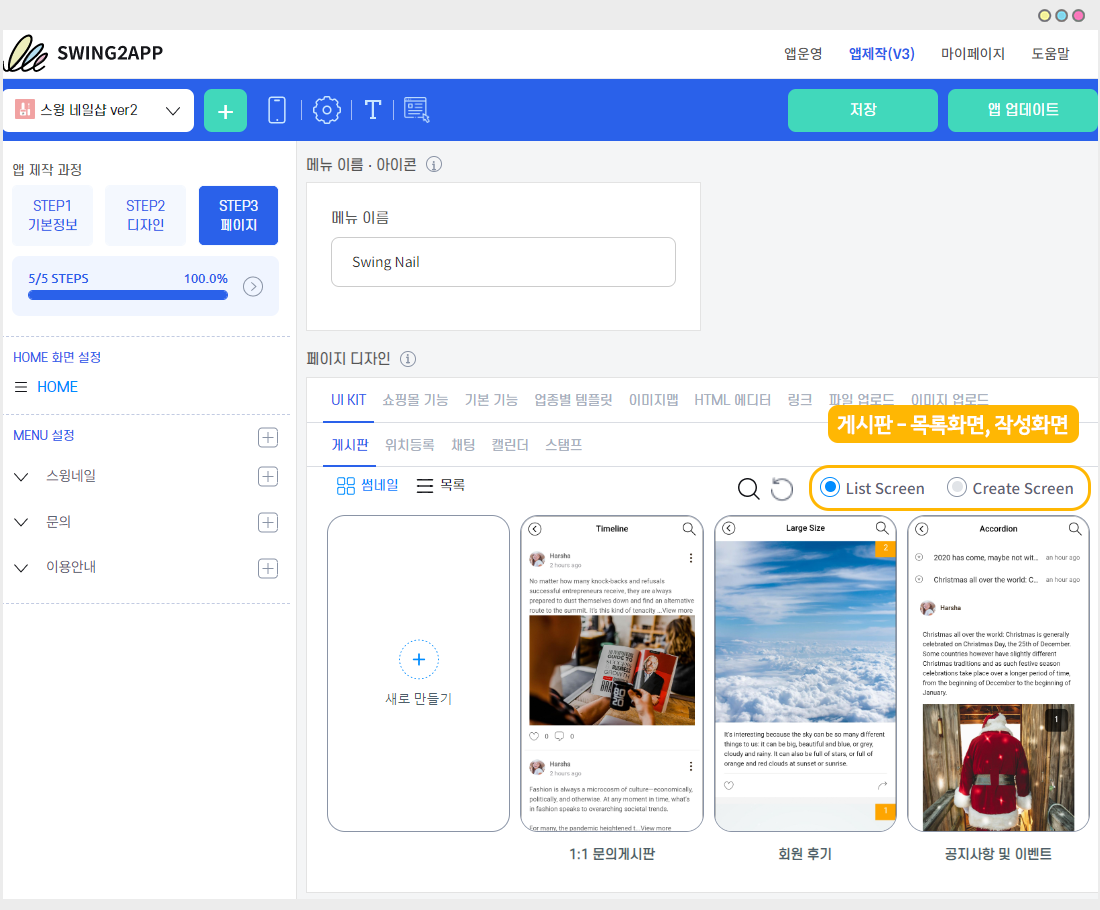 SWING2APP
앱운영 앱제작(V3) 마이페이지 도움말
스윙 네일샵 ver2
저장
앱 업데이트
앱 제작 과정
STEP1
기본정보
STEP2
디자인
STEP3
페이지
5/5 STEPS 100.0%
HOME 화면 설정
HOME
MENU 설정
스윙네일
문의
이용안내
메뉴 이름 · 아이콘
메뉴 이름
Swing Nail
페이지 디자인
UI KIT 쇼핑몰 기능 기본 기능 업종별 템플릿 이미지맵 HTML 에디터 링크 파일 업로드 이미지 업로드
게시판 - 목록화면, 작성화면
게시판 위치등록 채팅 캘린더 스탬프
썸네일 목록
List Screen Create Screen
새로 만들기
Timeline
Harsha
2 hours ago
No matter how many knock-backs and refusals
successful entrepreneurs receive, they are always
prepared to dust themselves down and find an alternative
route to the summit. It's this kind of tenacity ...View more
0 0
Harsha
2 hours ago
Fashion is always a microcosm of culture—economically,
politically, and otherwise. At any moment in time, what's
in fashion speaks to overarching societal trends.
For many, the pandemic heightened t...View more
1:1 문의게시판
Large Size
2
It's interesting because the sky can be so many different
things to us: it can be big, beautiful and blue, or grey,
cloudy and rainy. It can also be full of stars, or full of
orange and red clouds at sunset or sunrise.
1
회원 후기
Accordion
2020 has come, maybe not wit... an hour ago
Christmas all over the world: C... an hour ago
Harsha
Christmas all over the world: Christmas is generally
celebrated on Christmas Day, the 25th of December.
Some countries however have slightly different
Christmas traditions and as such festive season
celebrations take place over a longer period of time,
from the beginning of December to the beginning of
January.
1
공지사항 및 이벤트